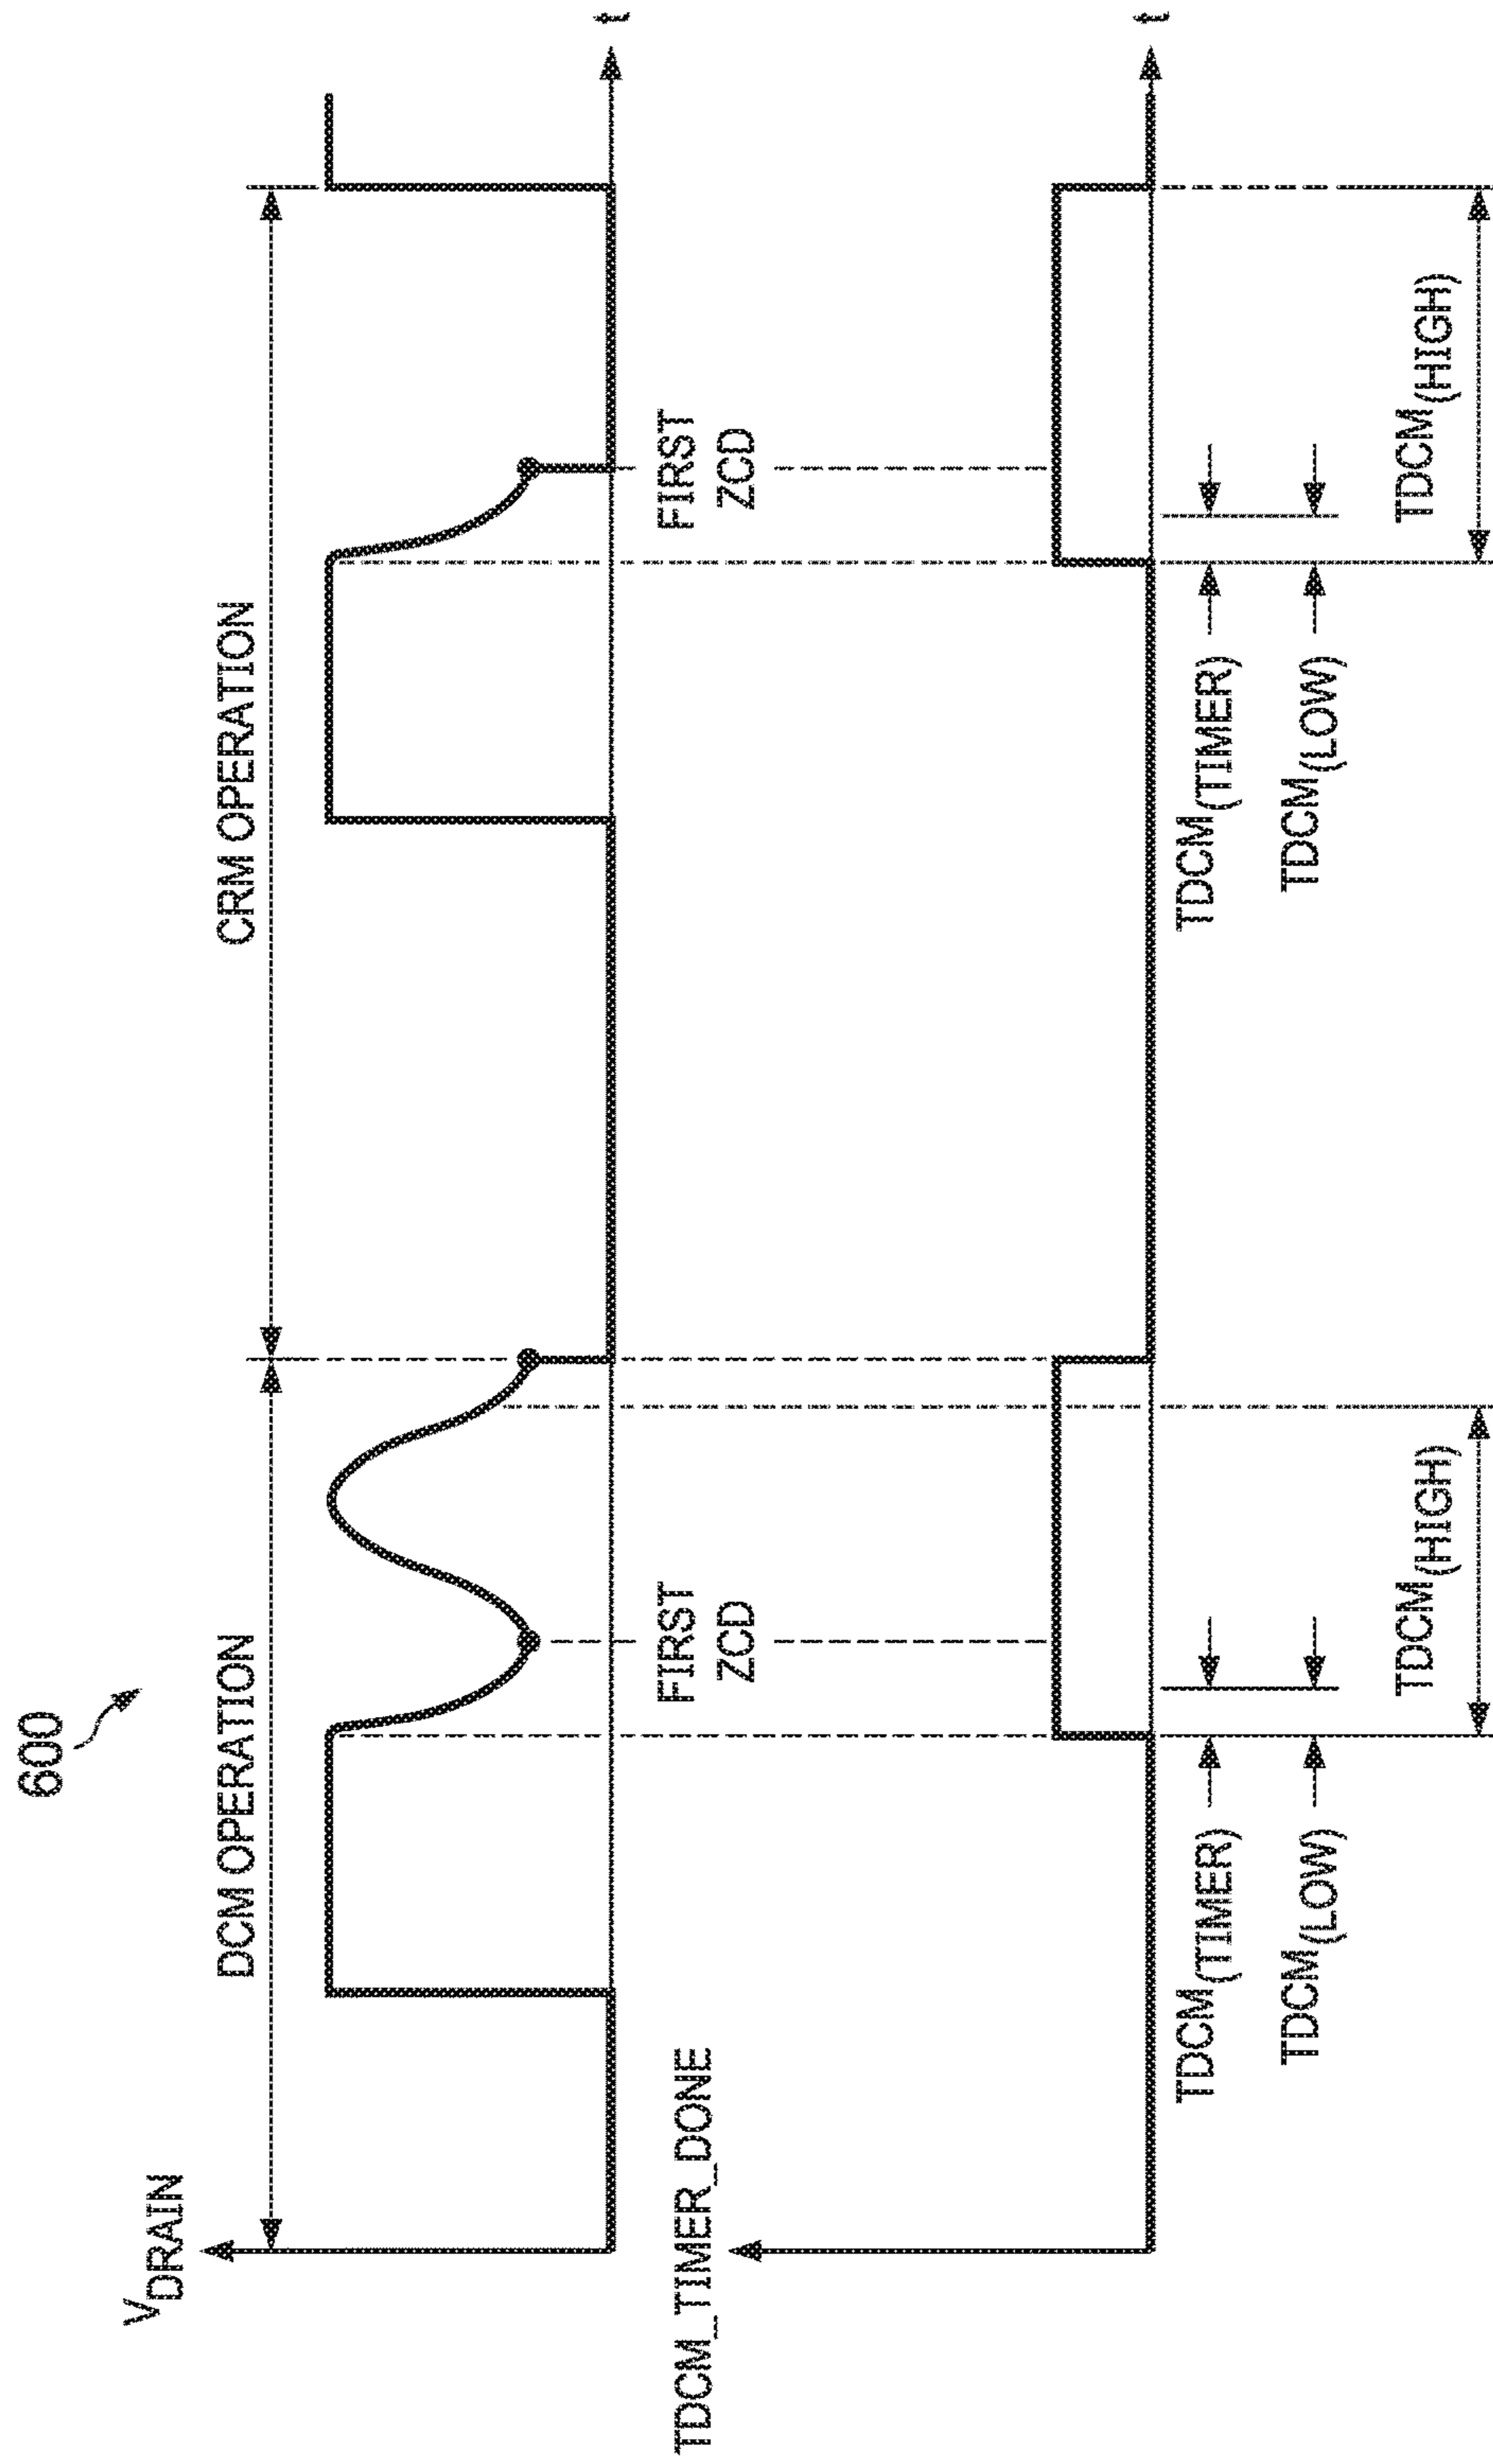 600
V_DRAIN
DCM OPERATION
CRM OPERATION
t
FIRST
ZCD
FIRST
ZCD
TDCM_TIMER_DONE
t
TDCM(TIMER)
TDCM(LOW)
TDCM(HIGH)
TDCM(TIMER)
TDCM(LOW)
TDCM(HIGH)